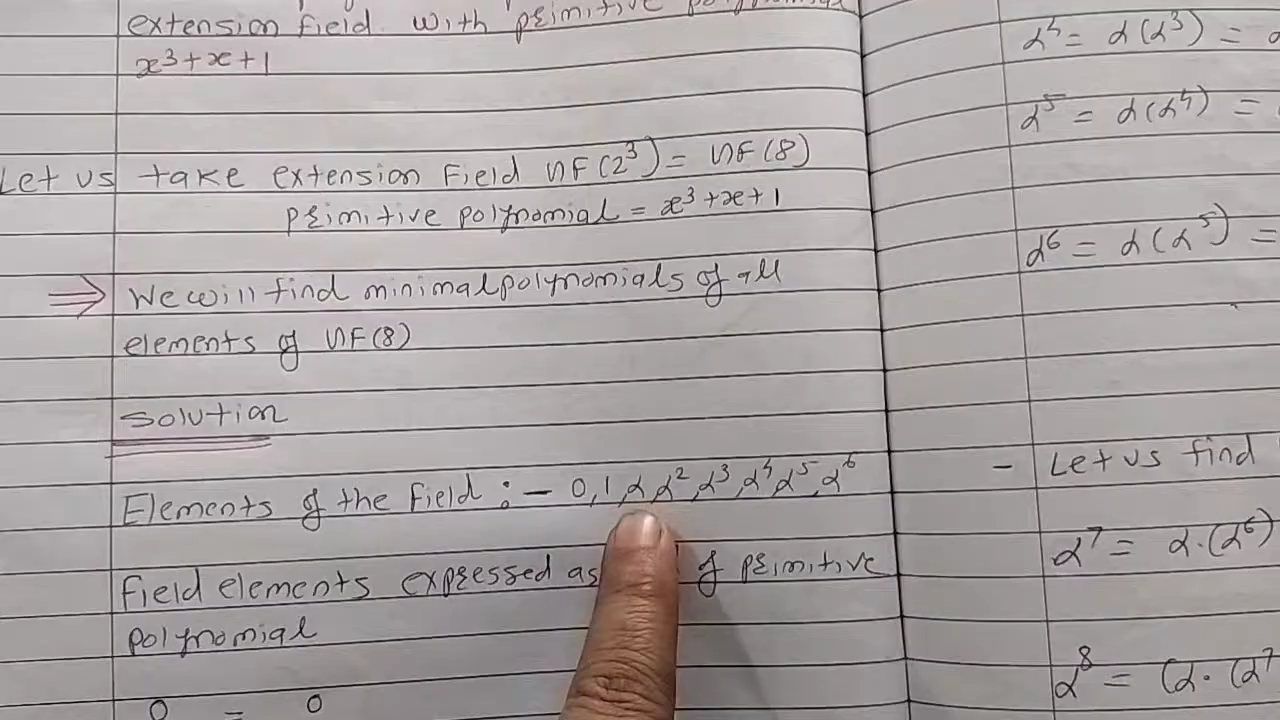 extension field with primitive polynomial
x³+x+1
Let us take extension Field GF(2³) = GF(8)
primitive polynomial = x³+x+1
⇒ We will find minimal polynomials of all
elements of GF(8)
Solution
Elements of the Field :– 0,1,α,α²,α³,α⁴,α⁵,α⁶
Field elements expressed as of primitive
polynomial
0 = 0
α⁴ = α(α³) =
α⁵ = α(α⁴) =
α⁶ = α(α⁵) =
- Let us find
α⁷ = α·(α⁶)
α⁸ = (α·(α⁷